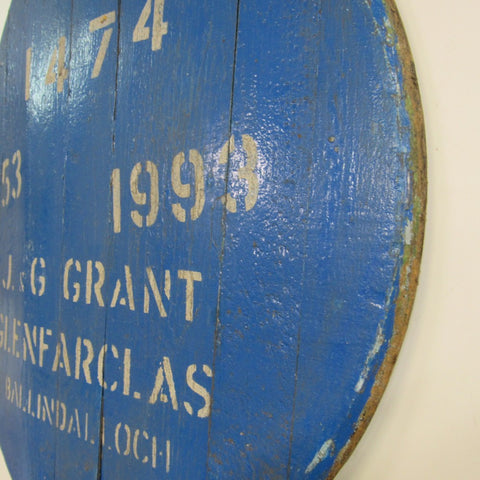 1474
53 1993
J.&G GRANT
GLENFARCLAS
BALLINDALLOCH